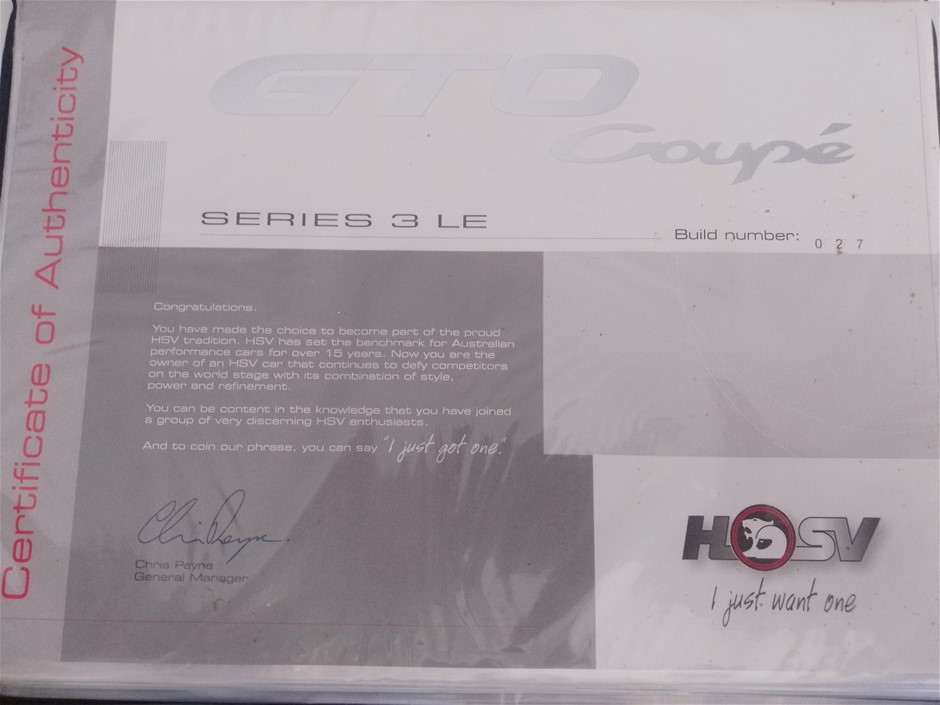 Certificate of Authenticity
GTO
Coupé
SERIES 3 LE
Build number: 0 2 7
Congratulations.
You have made the choice to become part of the proud
HSV tradition. HSV has set the benchmark for Australian
performance cars for over 15 years. Now you are the
owner of an HSV car that continues to defy competitors
on the world stage with its combination of style,
power and refinement.
You can be content in the knowledge that you have joined
a group of very discerning HSV enthusiasts.
And to coin our phrase, you can say "I just got one."
Chris Payne.
Chris Payne
General Manager
HSV
I just want one